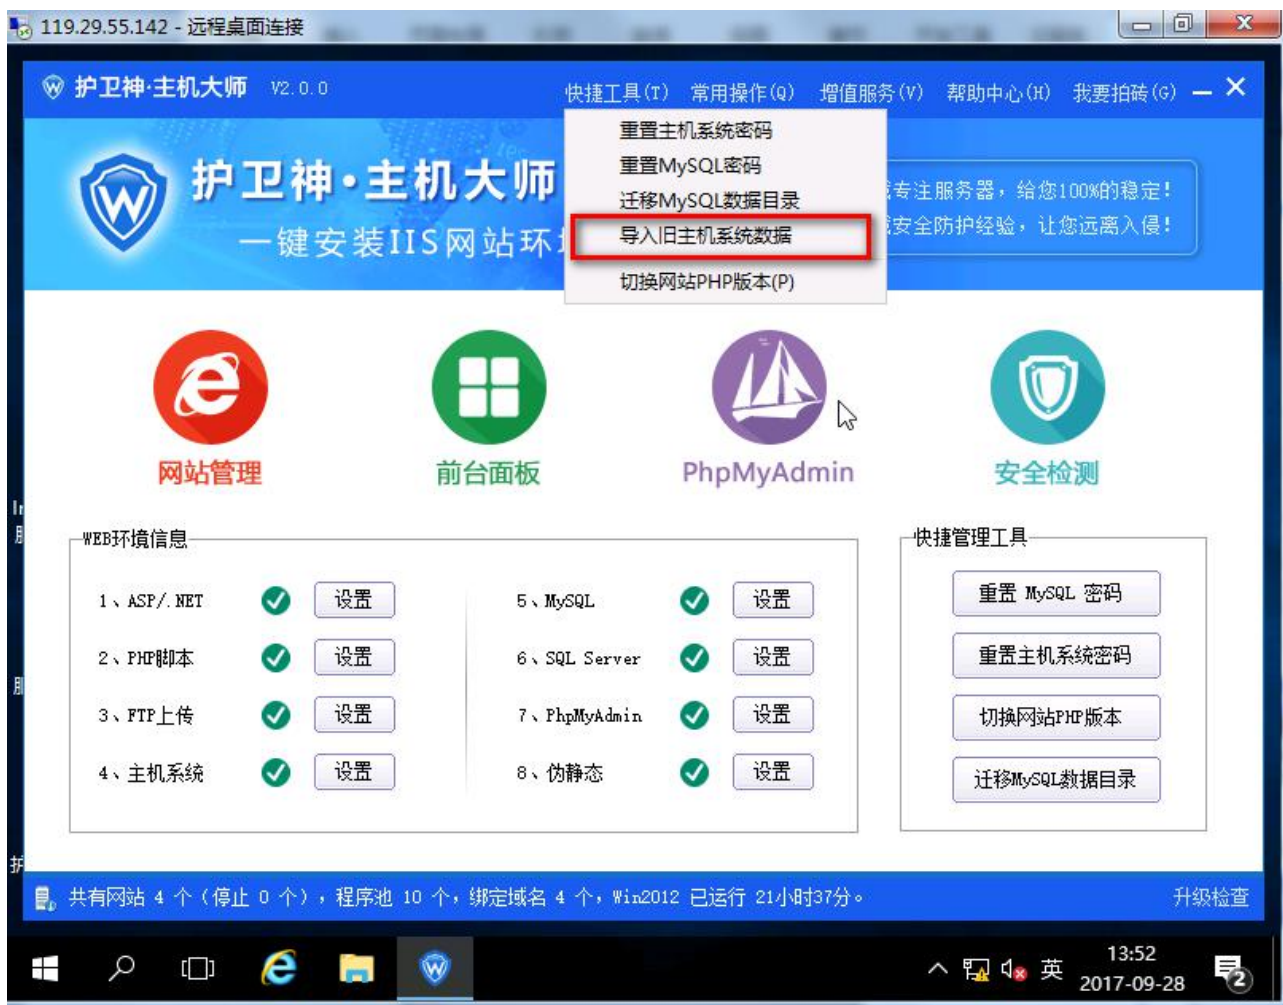 119.29.55.142 - 远程桌面连接
护卫神·主机大师 V2.0.0
快捷工具(T) 常用操作(Q) 增值服务(V) 帮助中心(H) 我要拍砖(G)
重置主机系统密码
重置MySQL密码
迁移MySQL数据目录
导入旧主机系统数据
切换网站PHP版本(P)
护卫神·主机大师
一键安装IIS网站环
专注服务器，给您100%的稳定!
安全防护经验，让您远离入侵!
网站管理 前台面板 PhpMyAdmin 安全检测
WEB环境信息
快捷管理工具
1、ASP/.NET 设置 5、MySQL 设置 重置 MySQL 密码
2、PHP脚本 设置 6、SQL Server 设置 重置主机系统密码
3、FTP上传 设置 7、PhpMyAdmin 设置 切换网站PHP版本
4、主机系统 设置 8、伪静态 设置 迁移MySQL数据目录
共有网站 4 个（停止 0 个），程序池 10 个，绑定域名 4 个，Win2012 已运行 21小时37分。 升级检查
英 13:52
2017-09-28 2